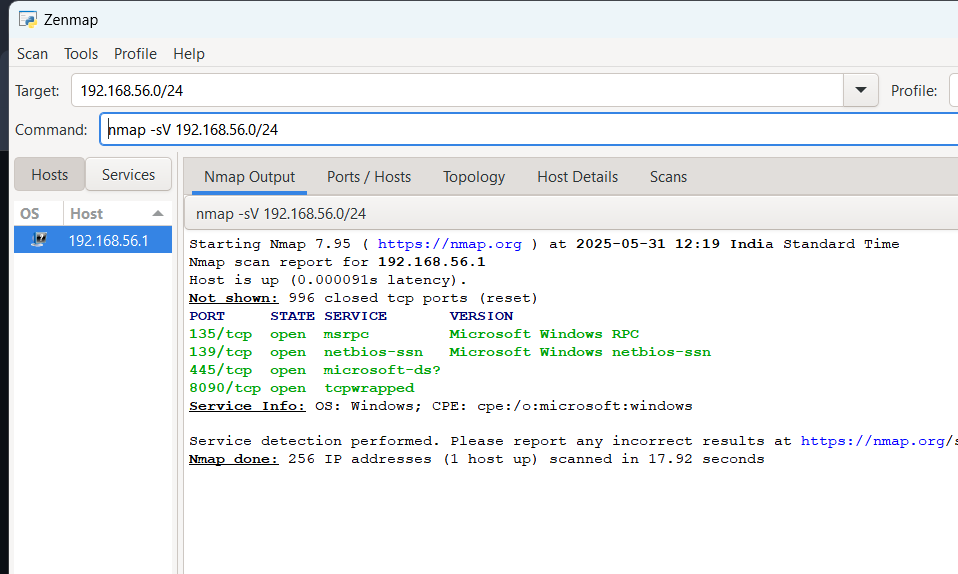 Zenmap
Scan Tools Profile Help
Target: 192.168.56.0/24 Profile:
Command: nmap -sV 192.168.56.0/24
Hosts Services
Nmap Output Ports / Hosts Topology Host Details Scans
OS Host
nmap -sV 192.168.56.0/24
192.168.56.1
Starting Nmap 7.95 ( https://nmap.org ) at 2025-05-31 12:19 India Standard Time
Nmap scan report for 192.168.56.1
Host is up (0.000091s latency).
Not shown: 996 closed tcp ports (reset)
PORT STATE SERVICE VERSION
135/tcp open msrpc Microsoft Windows RPC
139/tcp open netbios-ssn Microsoft Windows netbios-ssn
445/tcp open microsoft-ds?
8090/tcp open tcpwrapped
Service Info: OS: Windows; CPE: cpe:/o:microsoft:windows
Service detection performed. Please report any incorrect results at https://nmap.org/s
Nmap done: 256 IP addresses (1 host up) scanned in 17.92 seconds